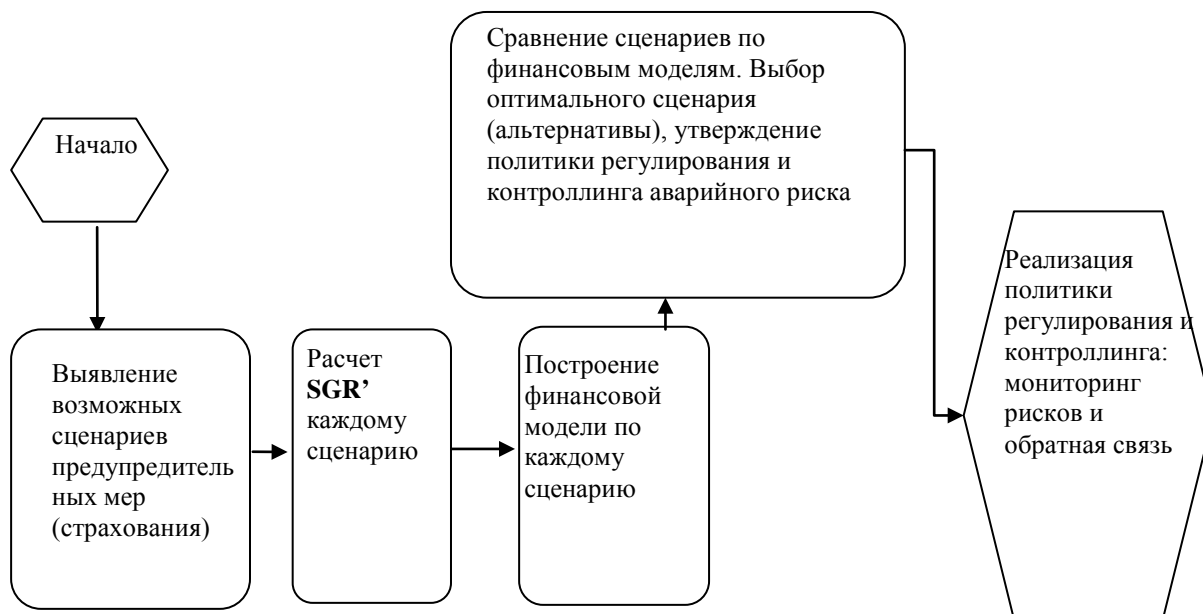 Начало
Выявление
возможных
сценариев
предупредитель
ных мер
(страхования)
Расчет
SGR’
каждому
сценарию
Построение
финансовой
модели по
каждому
сценарию
Сравнение сценариев по
финансовым моделям. Выбор
оптимального сценария
(альтернативы), утверждение
политики регулирования и
контроллинга аварийного риска
Реализация
политики
регулирования и
контроллинга:
мониторинг
рисков и
обратная связь